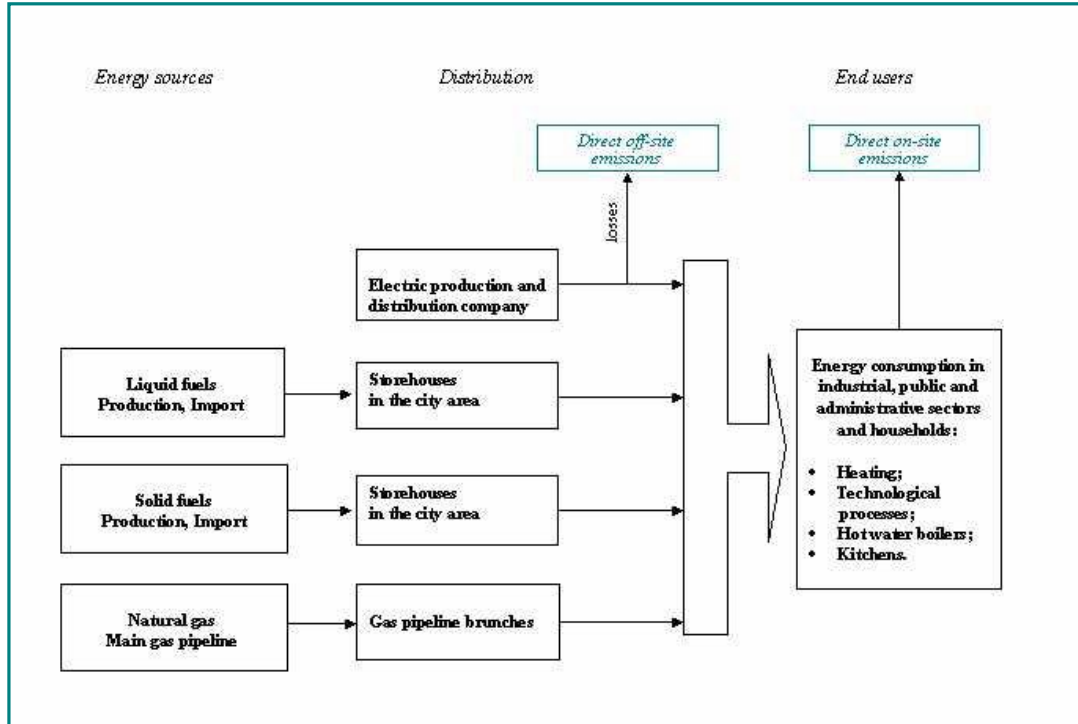 Energy sources
Distribution
End users
Direct off-site
emissions
Direct on-site
emissions
losses
Electric production and
distribution company
Liquid fuels
Production, Import
Storehouses
in the city area
Solid fuels
Production, Import
Storehouses
in the city area
Natural gas
Main gas pipeline
Gas pipeline brunches
Energy consumption in
industrial, public and
administrative sectors
and households:
• Heating;
• Technological
processes;
• Hot water boilers;
• Kitchens.